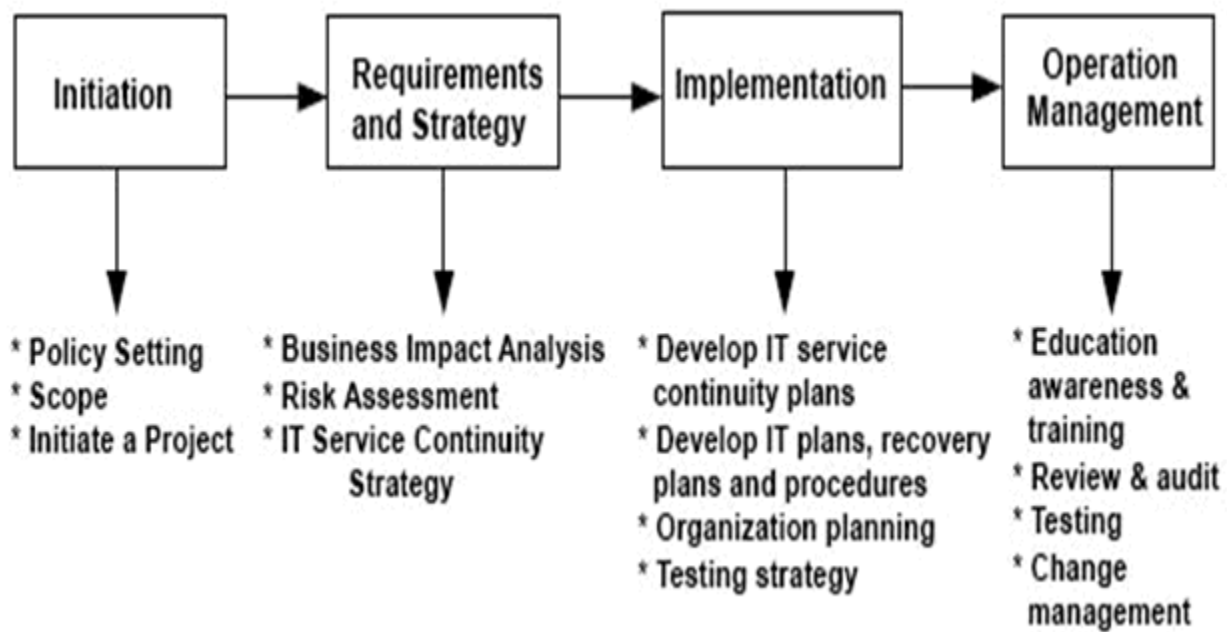 Initiation
Requirements
and Strategy
Implementation
Operation
Management
* Policy Setting
* Scope
* Initiate a Project
* Business Impact Analysis
* Risk Assessment
* IT Service Continuity
Strategy
* Develop IT service
continuity plans
* Develop IT plans, recovery
plans and procedures
* Organization planning
* Testing strategy
* Education
awareness &
training
* Review & audit
* Testing
* Change
management